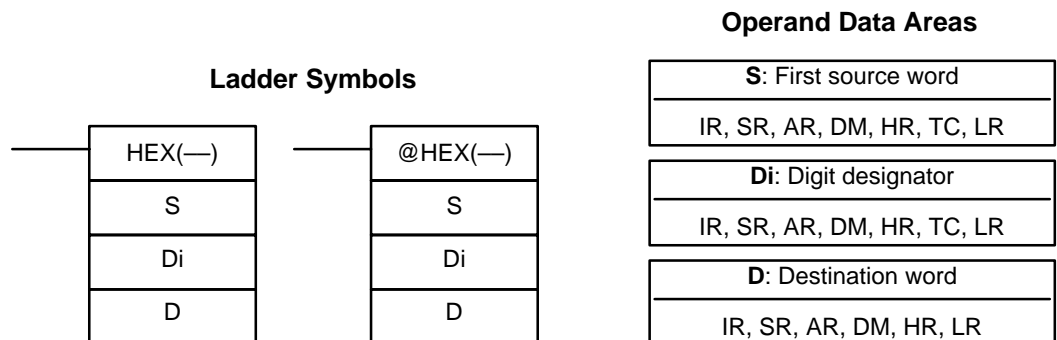 Ladder Symbols
HEX(—)
S
Di
D
@HEX(—)
S
Di
D
Operand Data Areas
S: First source word
IR, SR, AR, DM, HR, TC, LR
Di: Digit designator
IR, SR, AR, DM, HR, TC, LR
D: Destination word
IR, SR, AR, DM, HR, LR